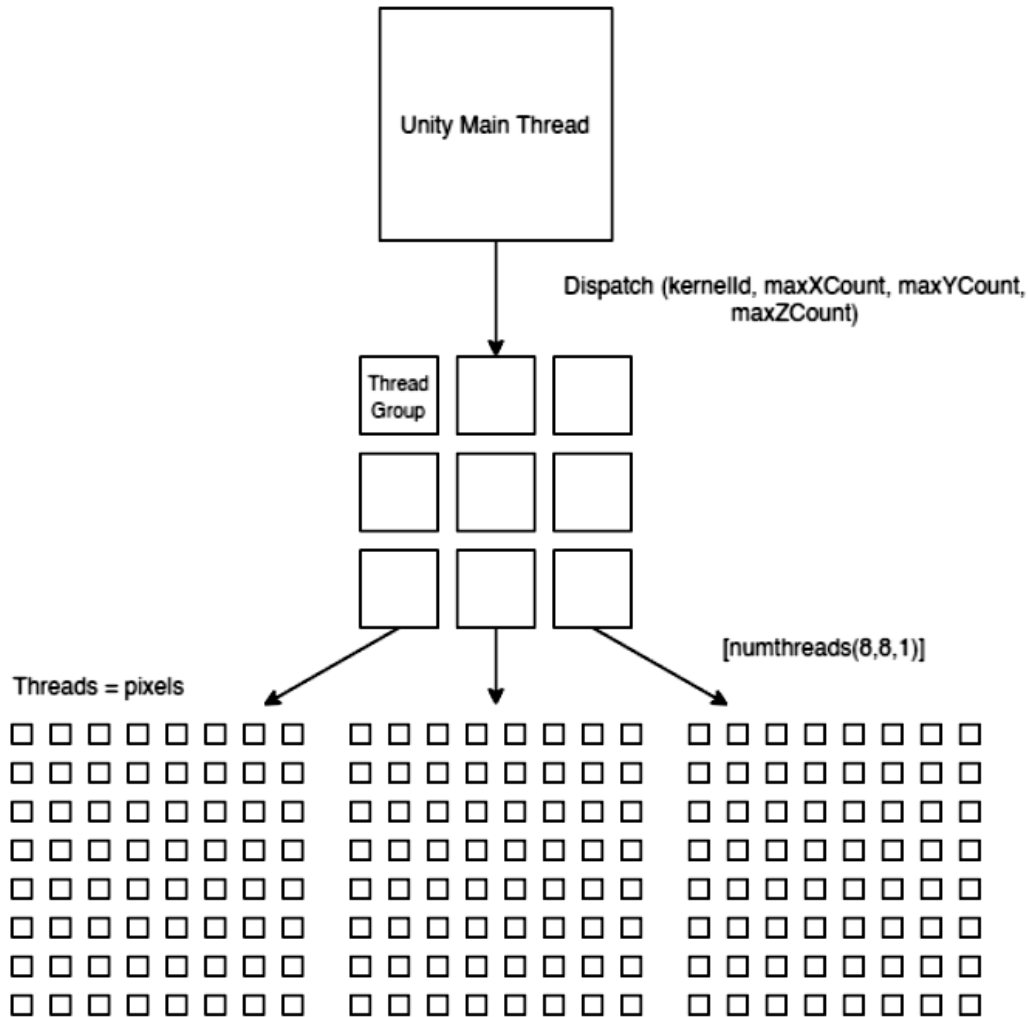 Unity Main Thread
Dispatch (kernelId, maxXCount, maxYCount,
maxZCount)
Thread
Group
[numthreads(8,8,1)]
Threads = pixels